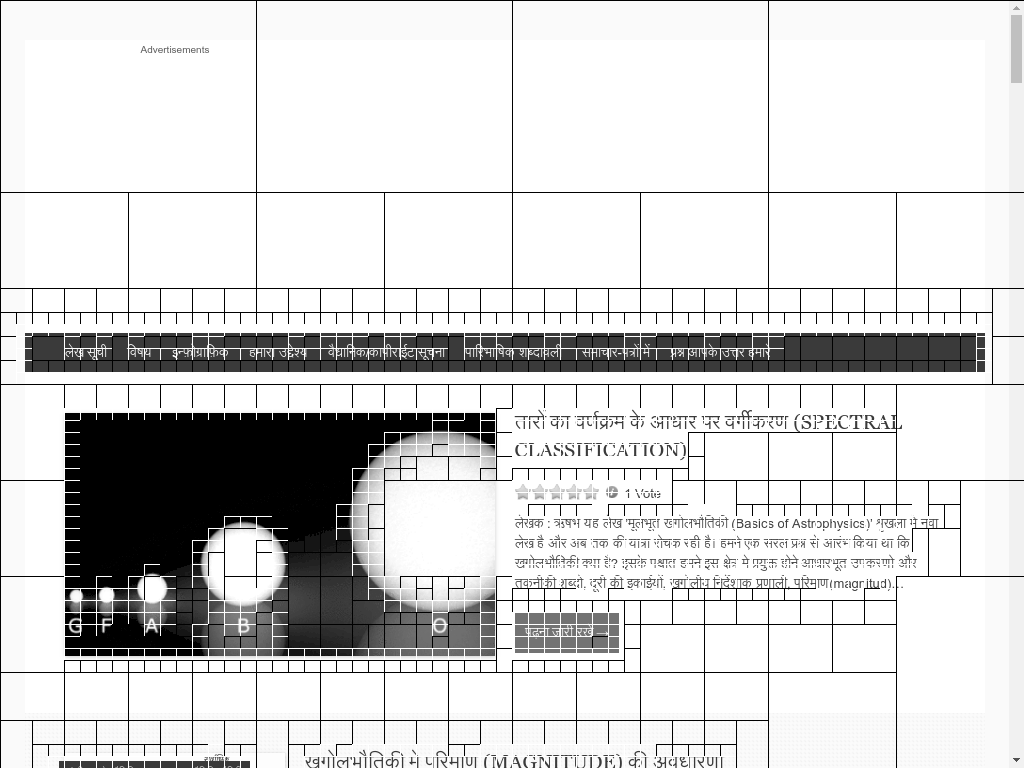 Advertisements
लेख सूची विषय इन्फ़ोग्राफ़िक हमारा उद्देश्य वैधानिक/कापीराईट सूचना पारिभाषिक शब्दावली समाचार-पत्रों में प्रश्न आपके उत्तर हमारे
तारों का वर्णक्रम के आधार पर वर्गीकरण (SPECTRAL
CLASSIFICATION)
1 Vote
लेखक : ऋषभ यह लेख 'मूलभूत खगोलभौतिकी (Basics of Astrophysics)' श्रृंखला में नवा
लेख है और अब तक की यात्रा रोचक रही है। हमने एक सरल प्रश्न से आरंभ किया था कि
खगोलभौतिकी क्या है? इसके पश्चात हमने इस क्षेत्र में प्रयुक्त होने आधारभूत उपकरणो और
तकनीकी शब्दो, दूरी की इकाईयों, खगोलीय निर्देशांक प्रणाली, परिमाण(magnitud)...
G F A B O
पढ़ना जारी रखें →
खगोलभौतिकी में परिमाण (MAGNITUDE) की अवधारणा